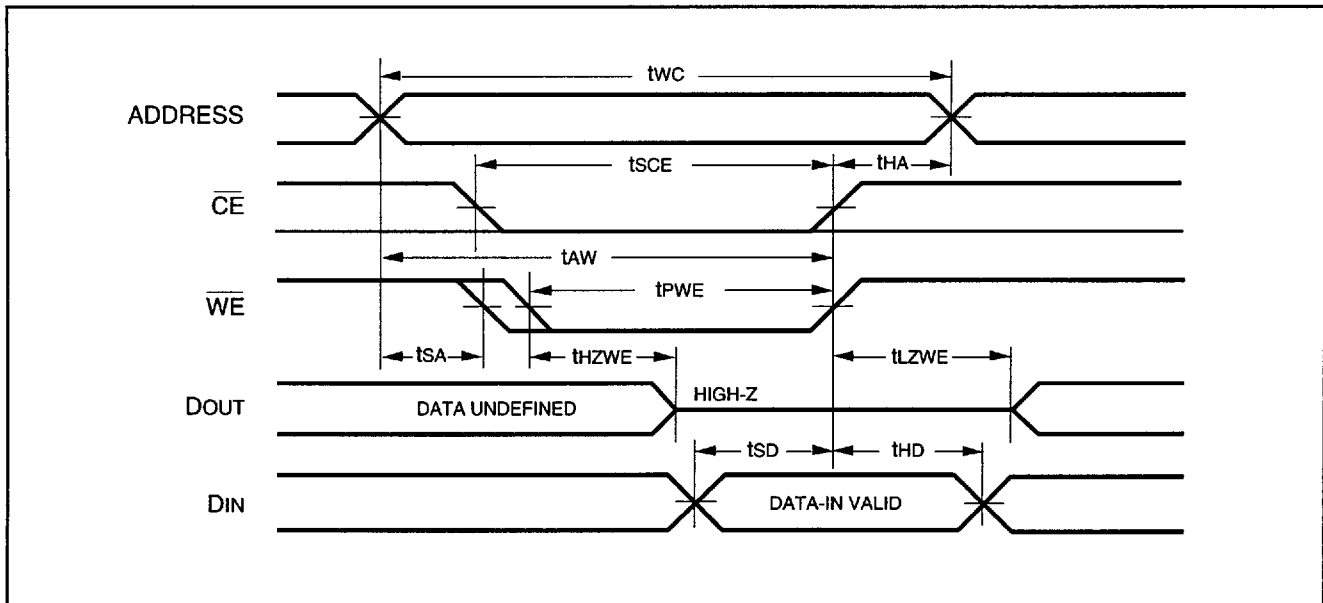 tWC
ADDRESS
tSCE
tHA
CE
tAW
tPWE
WE
tSA
tHZWE
tLZWE
DOUT
DATA UNDEFINED
HIGH-Z
tSD
tHD
DIN
DATA-IN VALID